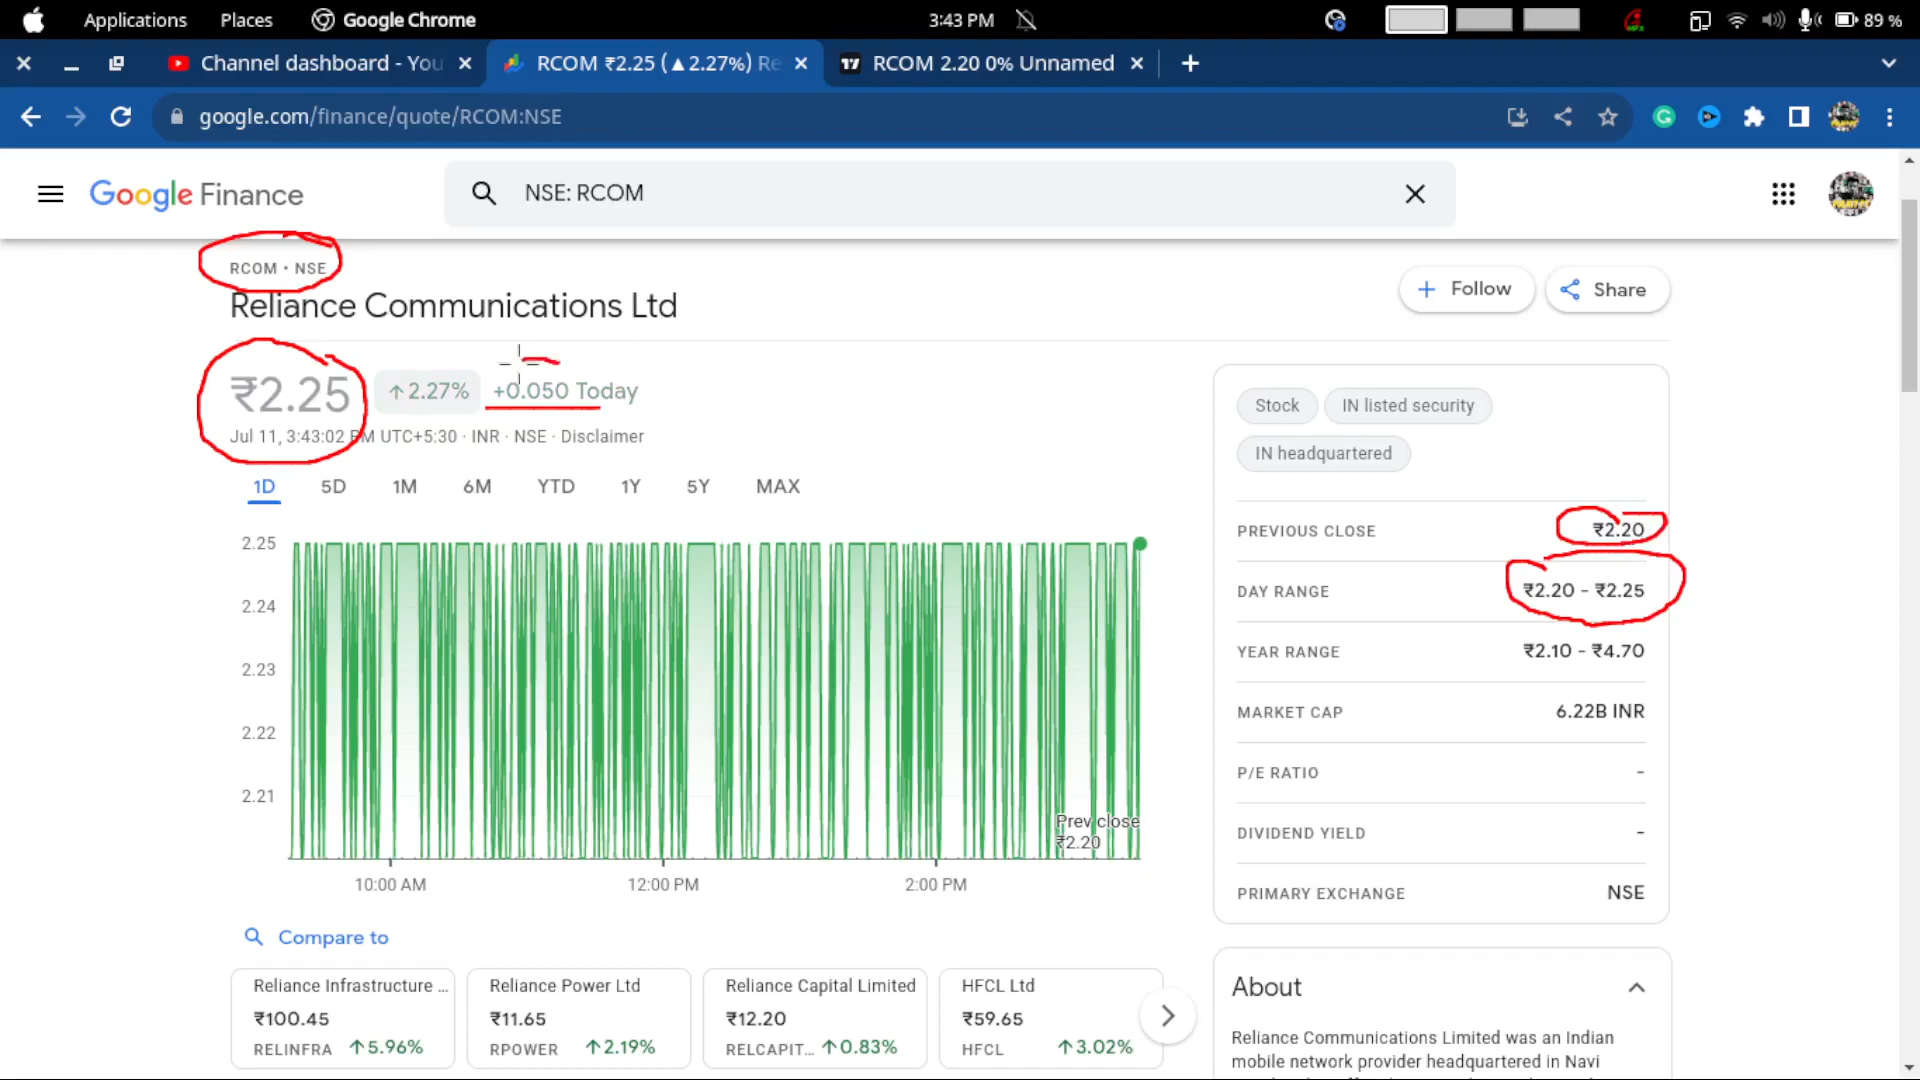 Applications Places Google Chrome 3:43 PM 89 %
Channel dashboard - You RCOM ₹2.25 (▲2.27%) Re RCOM 2.20 0% Unnamed
google.com/finance/quote/RCOM:NSE
Google Finance NSE: RCOM
RCOM • NSE
Reliance Communications Ltd
+ Follow Share
₹2.25 ↑2.27% +0.050 Today
Jul 11, 3:43:02 PM UTC+5:30 · INR · NSE · Disclaimer
1D 5D 1M 6M YTD 1Y 5Y MAX
2.25
2.24
2.23
2.22
2.21
Prev close
₹2.20
10:00 AM 12:00 PM 2:00 PM
Stock IN listed security
IN headquartered
PREVIOUS CLOSE ₹2.20
DAY RANGE ₹2.20 - ₹2.25
YEAR RANGE ₹2.10 - ₹4.70
MARKET CAP 6.22B INR
P/E RATIO -
DIVIDEND YIELD -
PRIMARY EXCHANGE NSE
Compare to
Reliance Infrastructure ...
₹100.45
RELINFRA ↑5.96%
Reliance Power Ltd
₹11.65
RPOWER ↑2.19%
Reliance Capital Limited
₹12.20
RELCAPIT... ↑0.83%
HFCL Ltd
₹59.65
HFCL ↑3.02%
About
Reliance Communications Limited was an Indian
mobile network provider headquartered in Navi